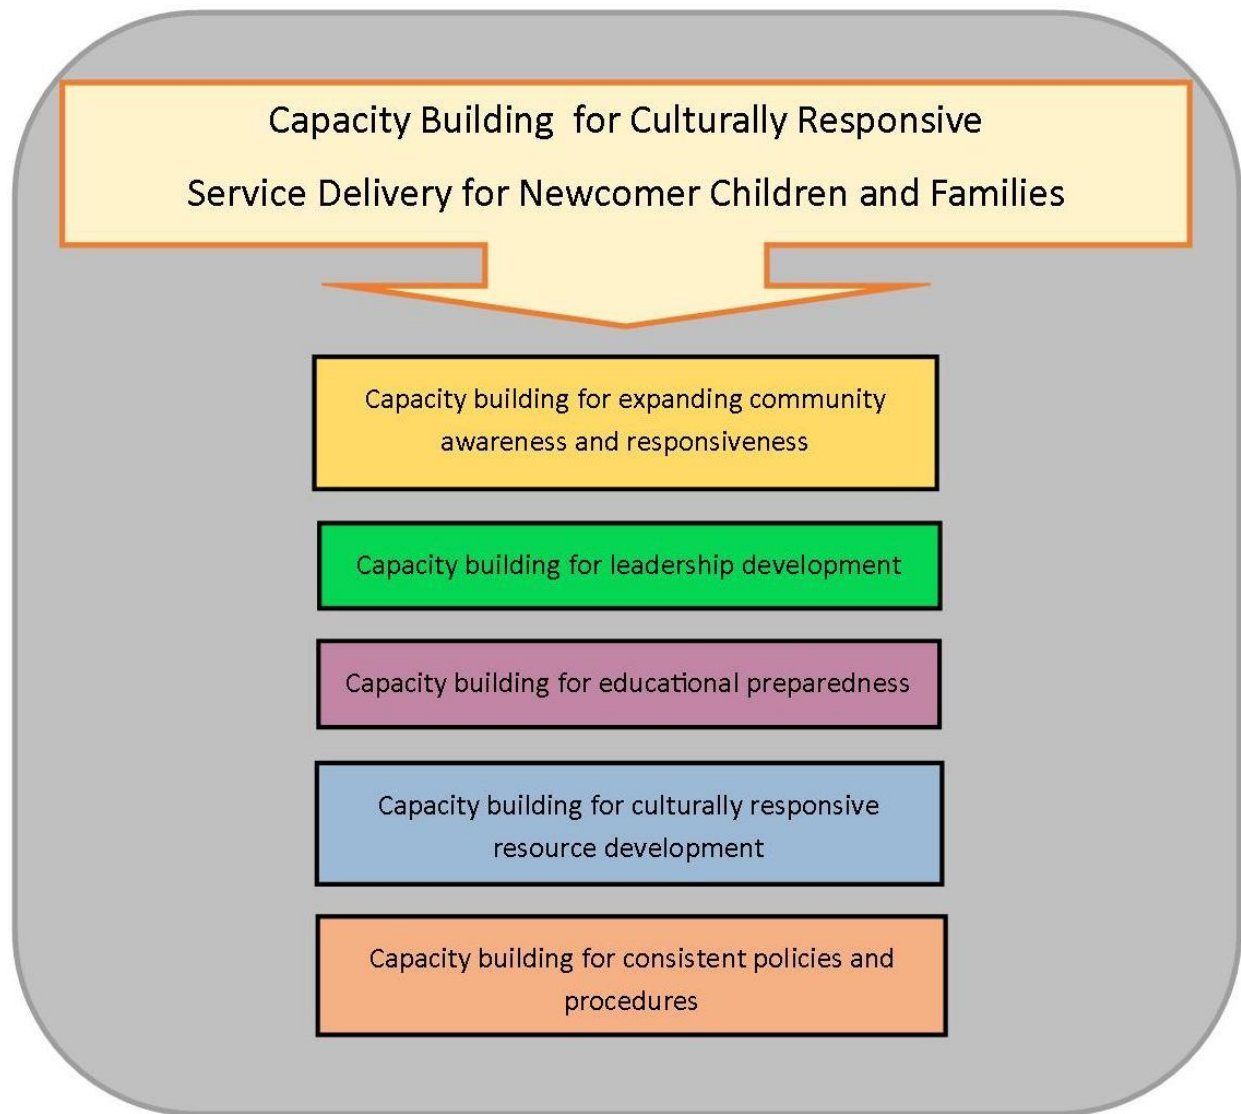 Capacity Building  for Culturally Responsive
Service Delivery for Newcomer Children and Families
Capacity building for expanding community
awareness and responsiveness
Capacity building for leadership development
Capacity building for educational preparedness
Capacity building for culturally responsive
resource development
Capacity building for consistent policies and
procedures